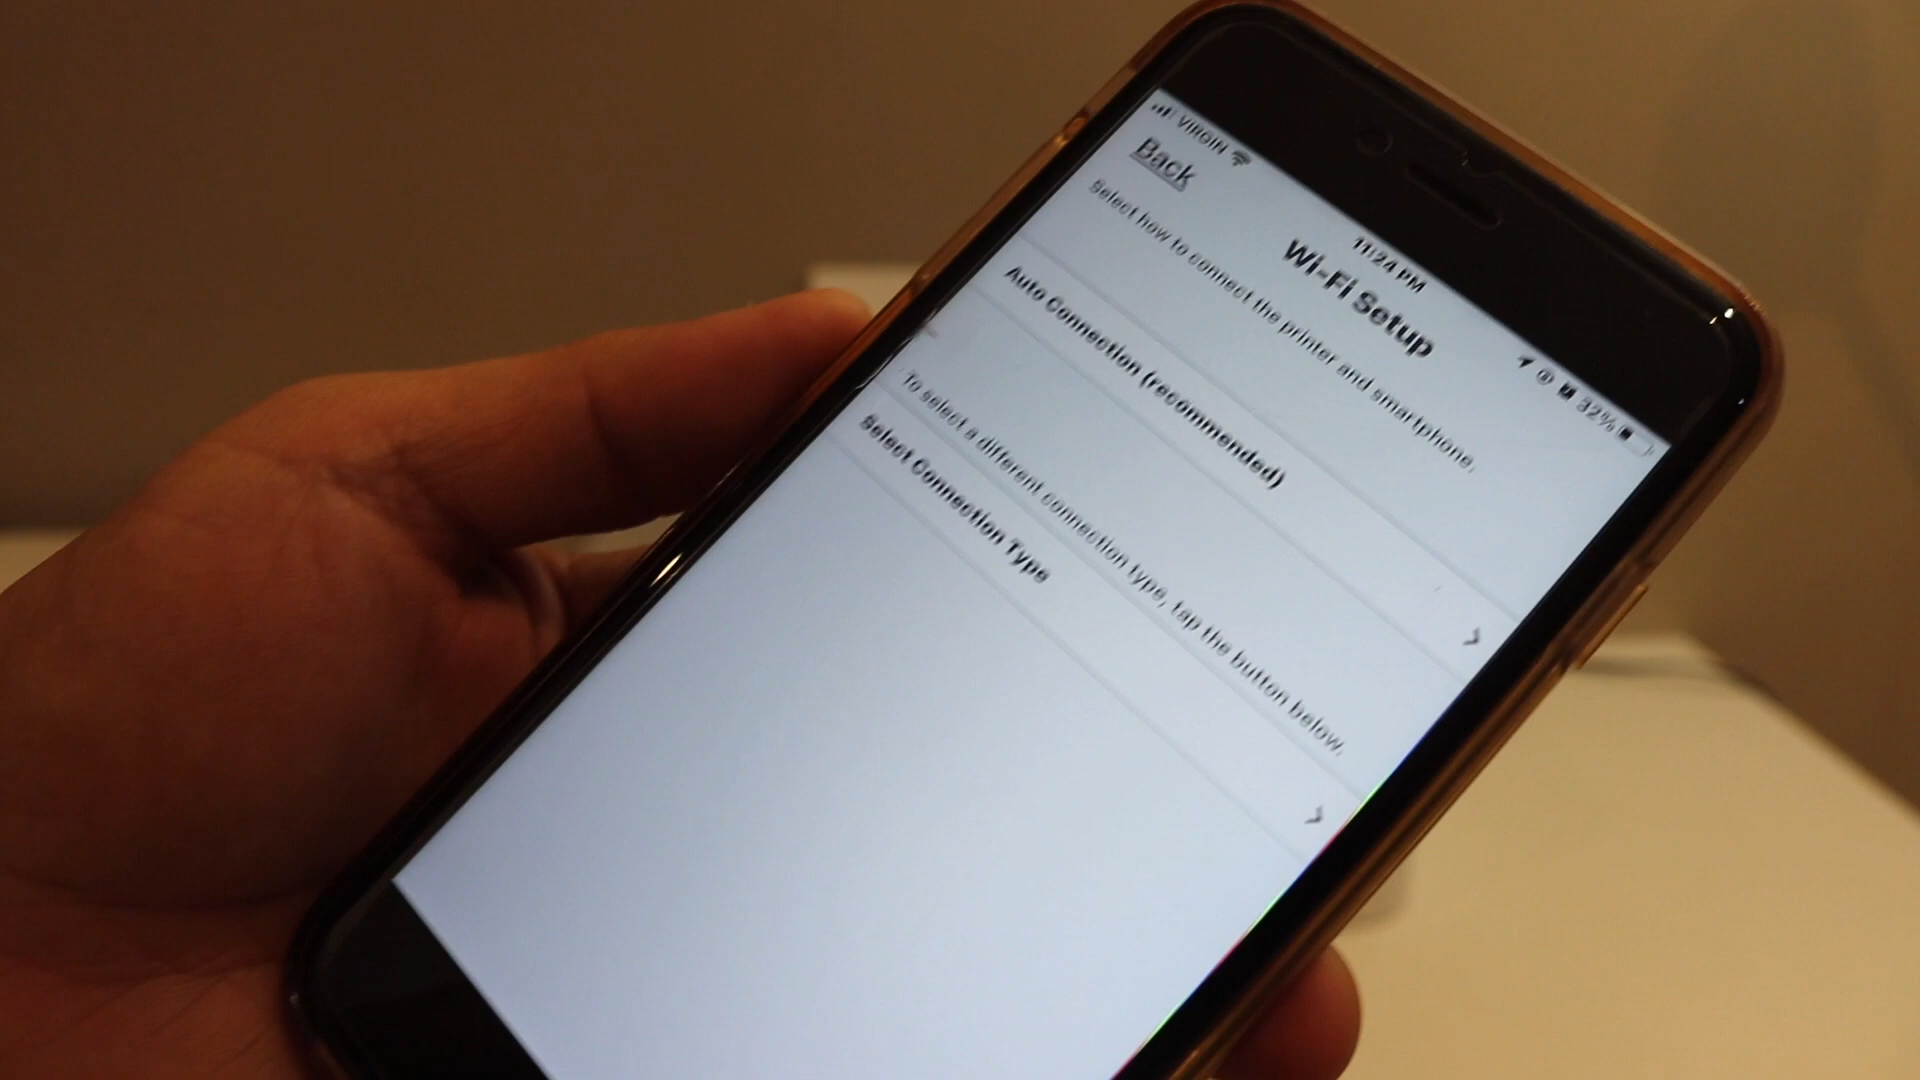 VIRGIN 11:24 PM 32%
Back Wi-Fi Setup
Select how to connect the printer and smartphone.
Auto Connection (recommended)
To select a different connection type, tap the button below.
Select Connection Type